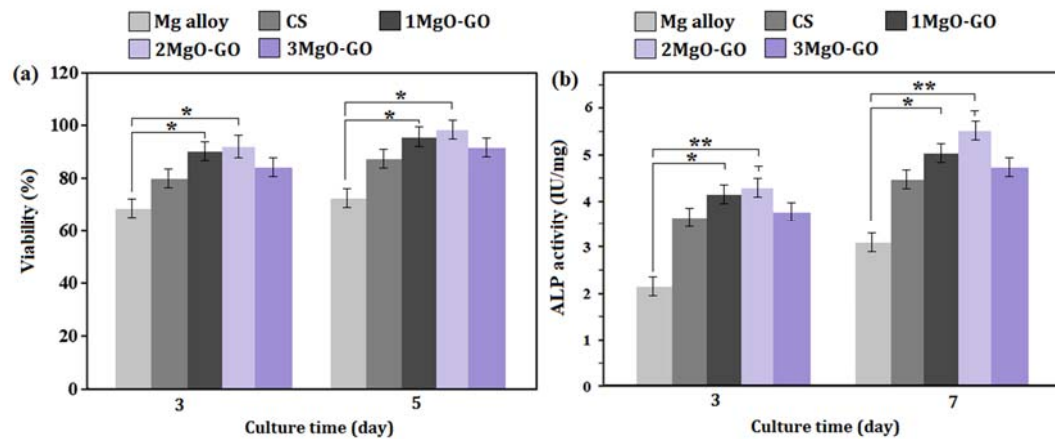 Mg alloy CS 1MgO-GO
2MgO-GO 3MgO-GO
(a)
120
100
80
60
40
20
0
Viability (%)
* *
* *
3 5
Culture time (day)
Mg alloy CS 1MgO-GO
2MgO-GO 3MgO-GO
(b)
6
5
4
3
2
1
0
ALP activity (IU/mg)
** **
* *
3 7
Culture time (day)